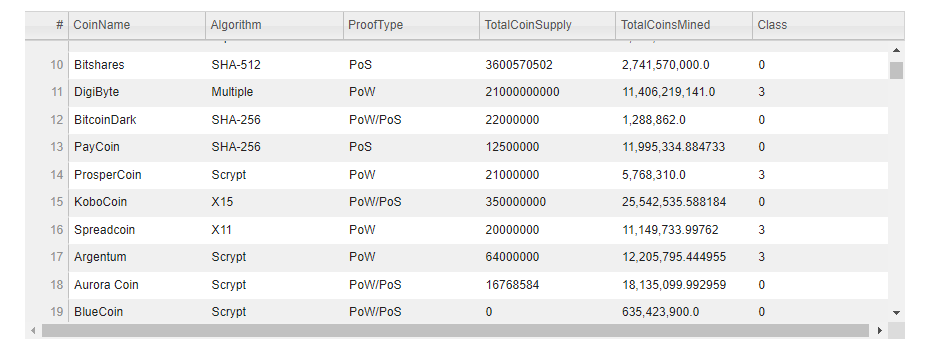 # CoinName Algorithm ProofType TotalCoinSupply TotalCoinsMined Class
10 Bitshares SHA-512 PoS 3600570502 2,741,570,000.0 0
11 DigiByte Multiple PoW 21000000000 11,406,219,141.0 3
12 BitcoinDark SHA-256 PoW/PoS 22000000 1,288,862.0 0
13 PayCoin SHA-256 PoS 12500000 11,995,334.884733 0
14 ProsperCoin Scrypt PoW 21000000 5,768,310.0 3
15 KoboCoin X15 PoW/PoS 350000000 25,542,535.588184 0
16 Spreadcoin X11 PoW 20000000 11,149,733.99762 3
17 Argentum Scrypt PoW 64000000 12,205,795.444955 3
18 Aurora Coin Scrypt PoW/PoS 16768584 18,135,099.992959 0
19 BlueCoin Scrypt PoW/PoS 0 635,423,900.0 0